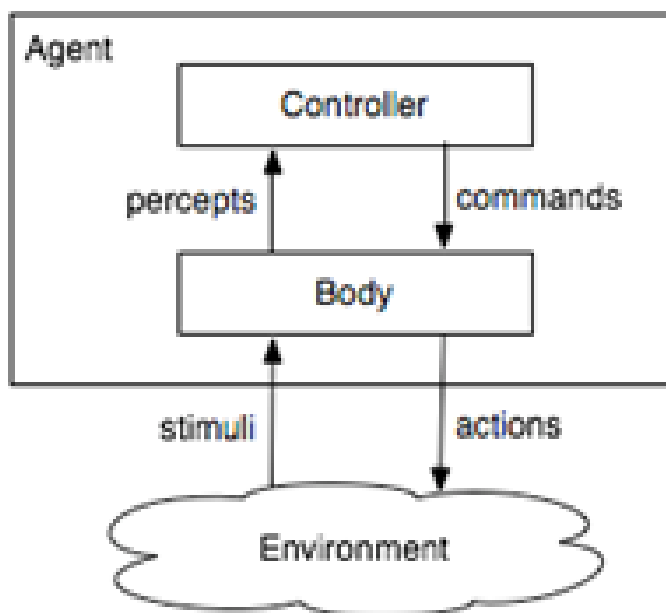 Agent
Controller
percepts
commands
Body
stimuli
actions
Environment